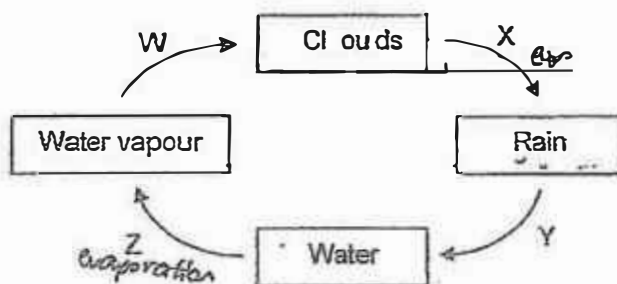 W
Clouds
X
Water vapour
Rain
Z
evaporation
Water
Y